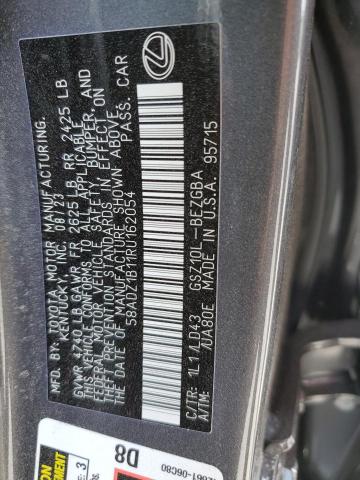 MFD. BY: TOYOTA MOTOR MANUFACTURING,
KENTUCKY, INC. 08/23
GVWR 4740 LB GAWR FR 2625 LB RR 2425 LB
THIS VEHICLE CONFORMS TO ALL APPLICABLE
FEDERAL MOTOR VEHICLE SAFETY, BUMPER, AND
THEFT PREVENTION STANDARDS IN EFFECT ON
THE DATE OF MANUFACTURE SHOWN ABOVE.
58ADZ1B11RU162054 PASS. CAR
C/TR: 1L1 /LD43 GSZ10L-BEZGBA
A/TM: /UA80E MADE IN U.S.A. 95715
D8
061-06C80
3